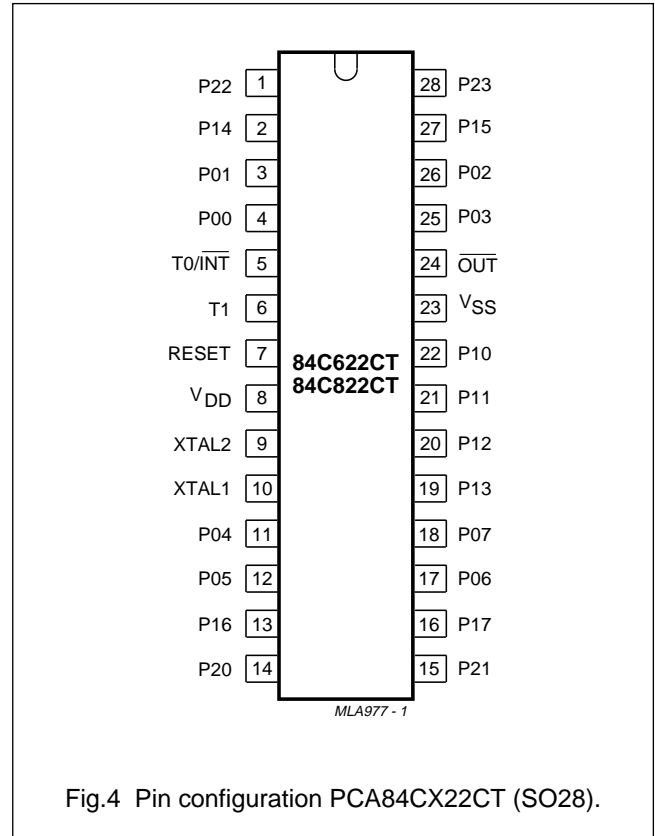 P22 1 28 P23
P14 2 27 P15
P01 3 26 P02
P00 4 25 P03
T0/I̅N̅T̅ 5 24 O̅U̅T̅
T1 6 23 VSS
RESET 7 22 P10
84C622CT
84C822CT
VDD 8 21 P11
XTAL2 9 20 P12
XTAL1 10 19 P13
P04 11 18 P07
P05 12 17 P06
P16 13 16 P17
P20 14 15 P21
MLA977 - 1
Fig.4 Pin configuration PCA84CX22CT (SO28).